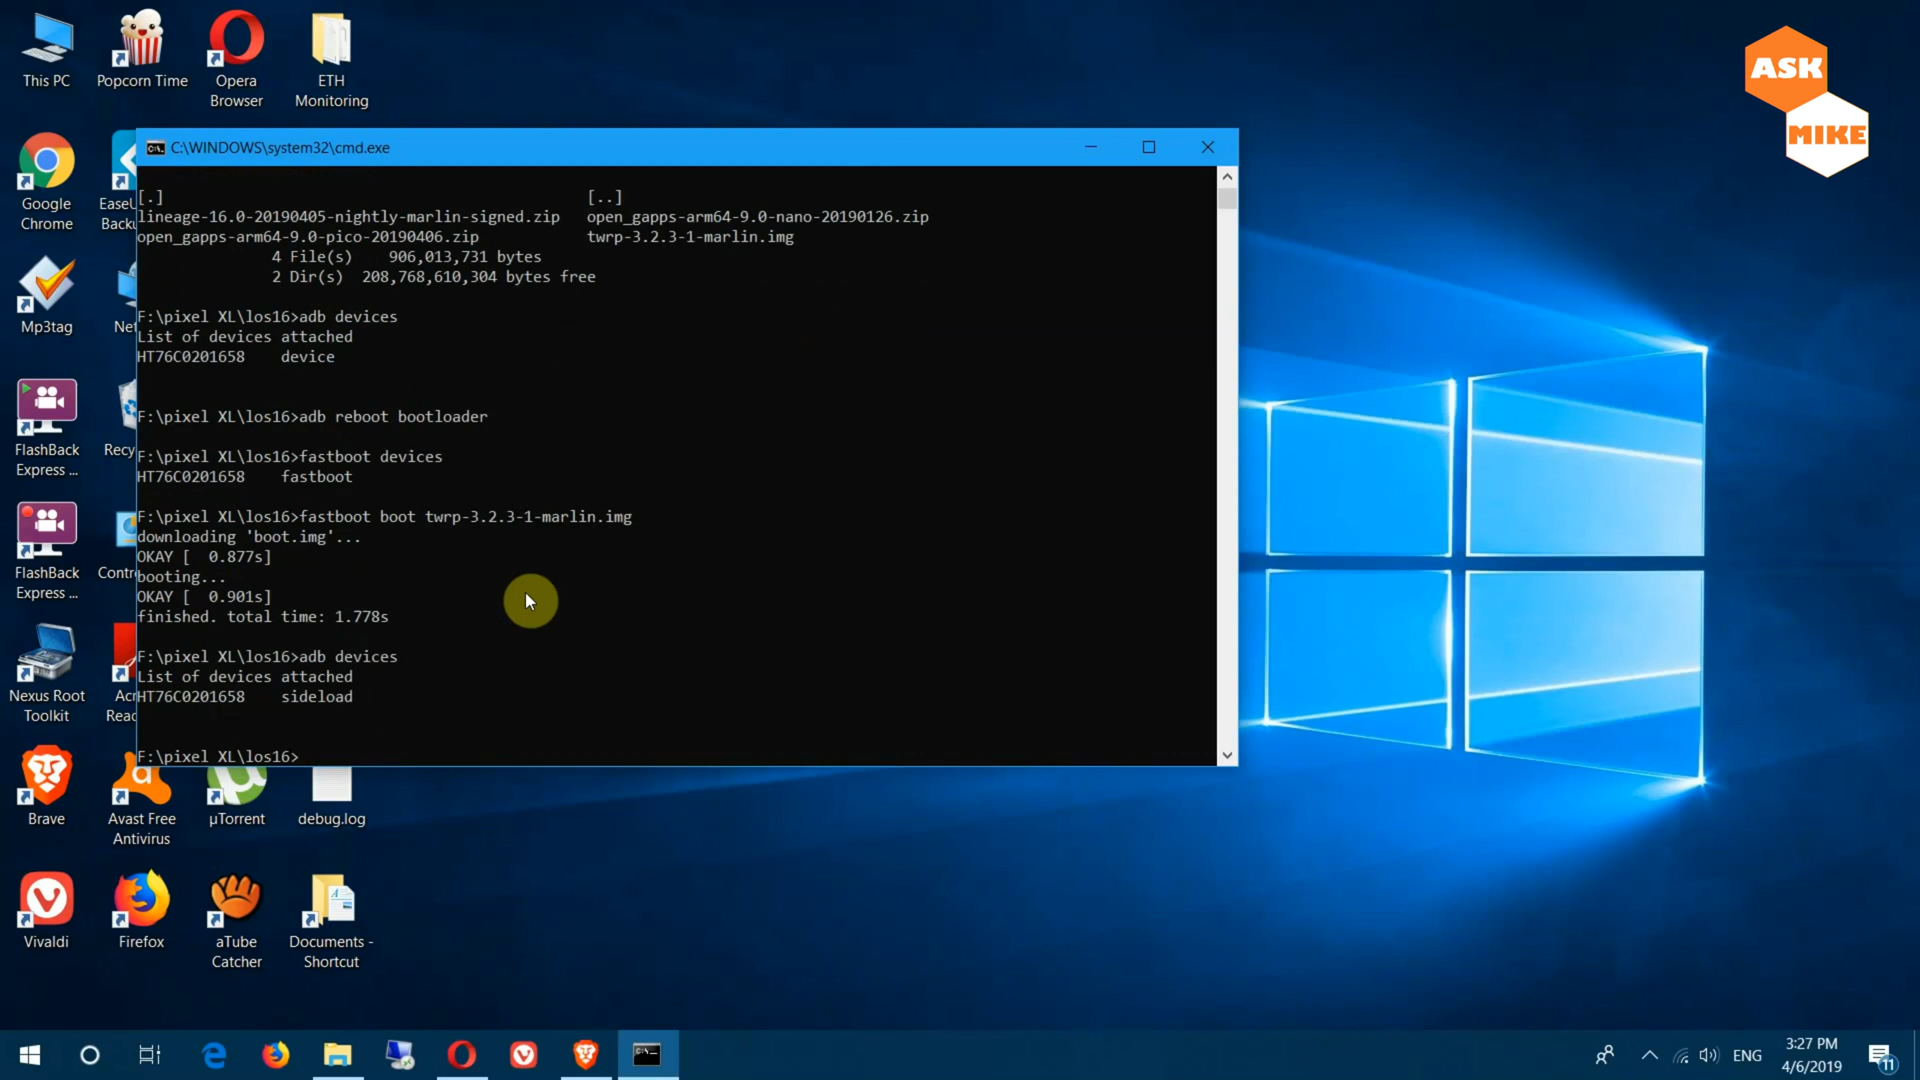 This PC
Popcorn Time
Opera
Browser
ETH
Monitoring
ASK
MIKE
Google
Chrome
EaseU
Backu
C:\WINDOWS\system32\cmd.exe
[.] [..]
lineage-16.0-20190405-nightly-marlin-signed.zip open_gapps-arm64-9.0-nano-20190126.zip
open_gapps-arm64-9.0-pico-20190406.zip twrp-3.2.3-1-marlin.img
4 File(s) 906,013,731 bytes
2 Dir(s) 208,768,610,304 bytes free
F:\pixel XL\los16>adb devices
List of devices attached
HT76C0201658 device
F:\pixel XL\los16>adb reboot bootloader
F:\pixel XL\los16>fastboot devices
HT76C0201658 fastboot
F:\pixel XL\los16>fastboot boot twrp-3.2.3-1-marlin.img
downloading 'boot.img'...
OKAY [ 0.877s]
booting...
OKAY [ 0.901s]
finished. total time: 1.778s
F:\pixel XL\los16>adb devices
List of devices attached
HT76C0201658 sideload
F:\pixel XL\los16>
Mp3tag
Net
FlashBack
Express ...
Recy
FlashBack
Express ...
Contr
Nexus Root
Toolkit
Acr
Read
Brave
Avast Free
Antivirus
µTorrent
debug.log
Vivaldi
Firefox
aTube
Catcher
Documents -
Shortcut
ENG
3:27 PM
4/6/2019
11